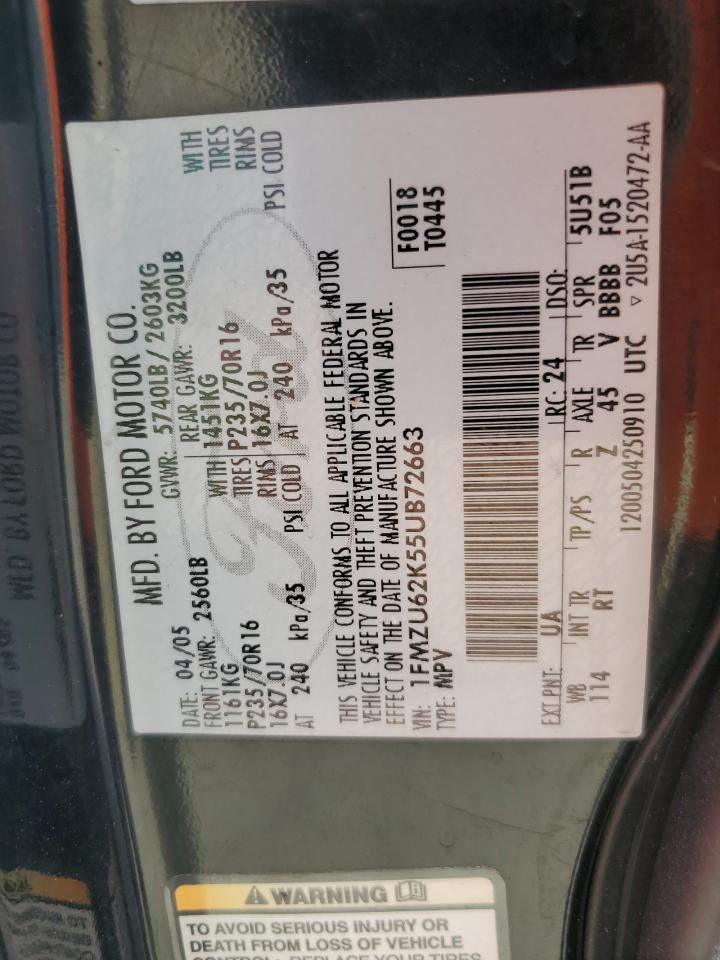 MFD. BY FORD MOTOR CO.
DATE: 04/05 GVWR: 5740LB / 2603KG
FRONT GAWR: 2560LB REAR GAWR: 3200LB
1161KG WITH 1451KG WITH
P235/70R16 TIRES P235/70R16 TIRES
16X7.0J RIMS 16X7.0J RIMS
AT 240 kPa/35 PSI COLD AT 240 kPa/35 PSI COLD
THIS VEHICLE CONFORMS TO ALL APPLICABLE FEDERAL MOTOR
VEHICLE SAFETY AND THEFT PREVENTION STANDARDS IN
EFFECT ON THE DATE OF MANUFACTURE SHOWN ABOVE.
VIN: 1FMZU62K55UB72663 F0018
TYPE: MPV T0445
EXT PNT: UA RC: 24 DSO:
WB INT TR TP/PS R AXLE TR SPR 5U51B
114 RT Z 45 V BBBB F05
1200504250910 UTC ▽ 2U5A-1520472-AA
⚠ WARNING
TO AVOID SERIOUS INJURY OR
DEATH FROM LOSS OF VEHICLE
CONTROL: REPLACE YOUR TIRES